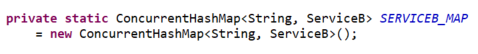 private static ConcurrentHashMap<String, ServiceB> SERVICEB_MAP
= new ConcurrentHashMap<String, ServiceB>();